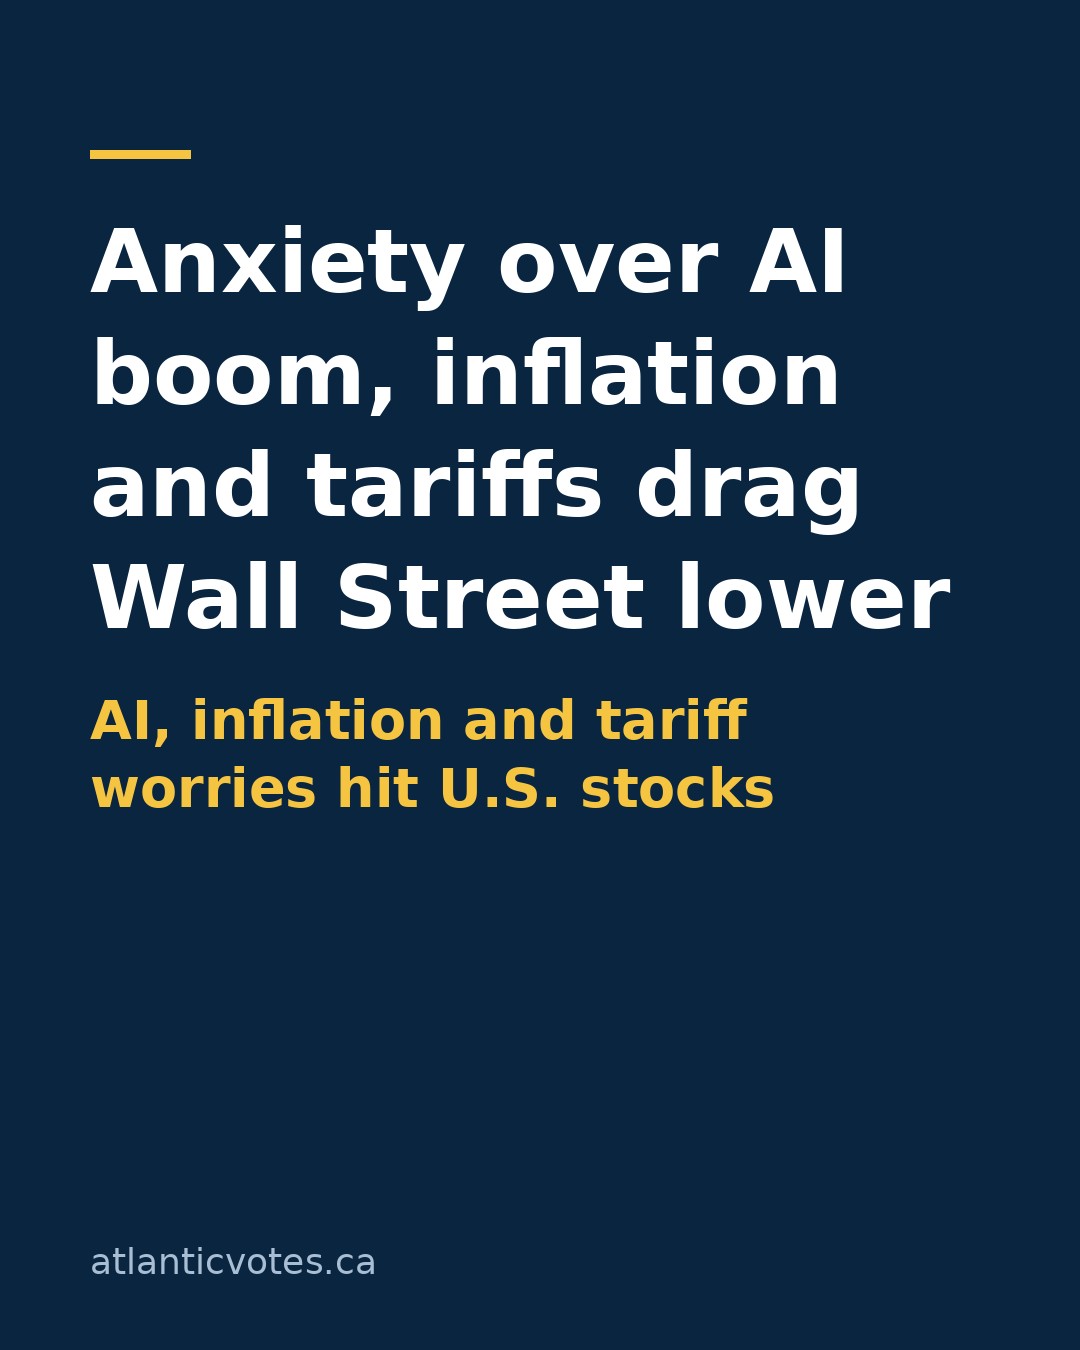 Anxiety over AI
boom, inflation
and tariffs drag
Wall Street lower
AI, inflation and tariff
worries hit U.S. stocks
atlanticvotes.ca